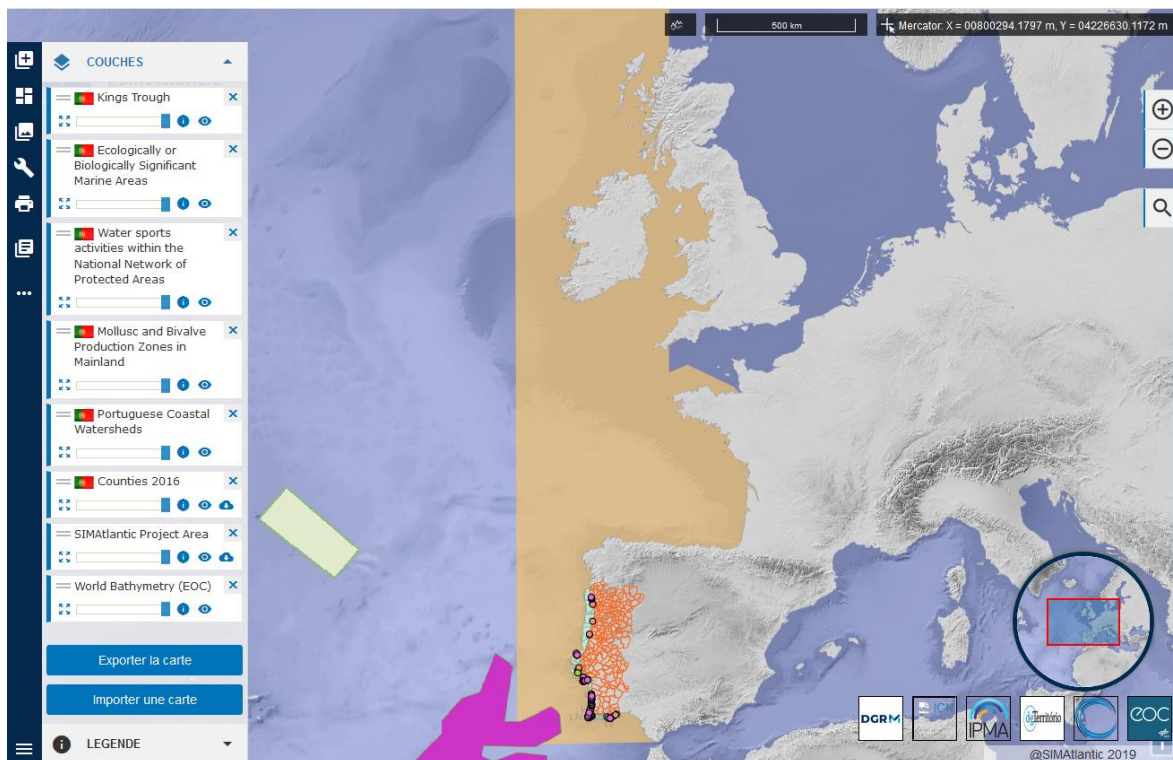 500 km
Mercator: X = 00800294.1797 m, Y = 04226630.1172 m
COUCHES
Kings Trough
Ecologically or
Biologically Significant
Marine Areas
Water sports
activities within the
National Network of
Protected Areas
Mollusc and Bivalve
Production Zones in
Mainland
Portuguese Coastal
Watersheds
Counties 2016
SIMAtlantic Project Area
World Bathymetry (EOC)
Exporter la carte
Importer une carte
LEGENDE
DGRM
IPMA
dgTerritório
eoc
@SIMAtlantic 2019